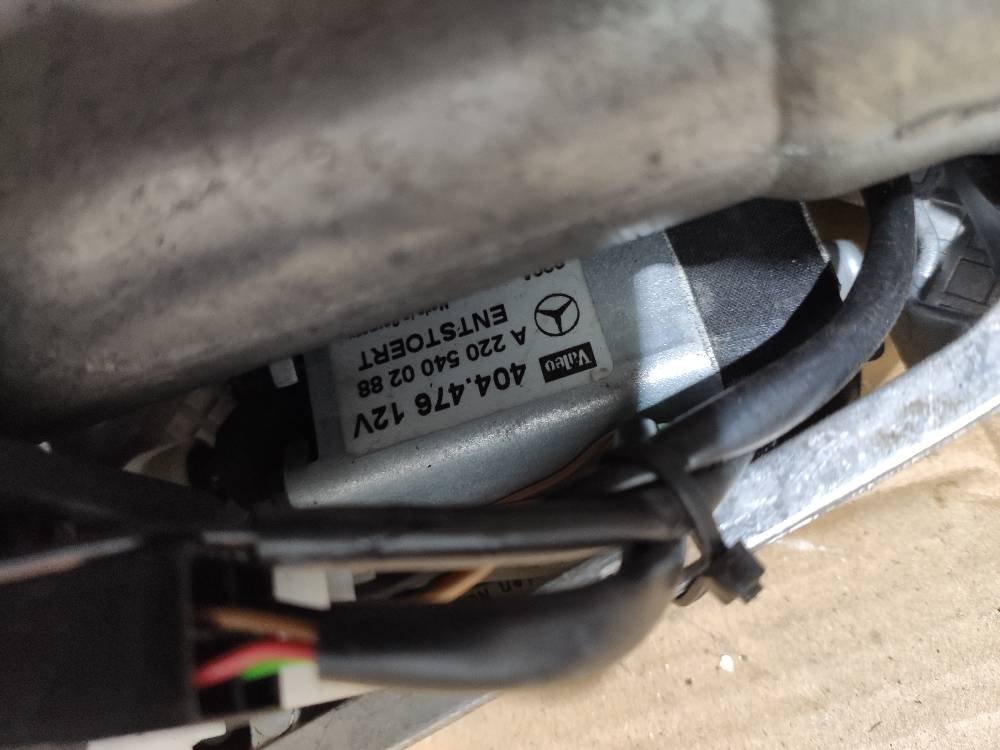 Valeo
404.476 12V
A 220 540 02 88
ENTSTOERT